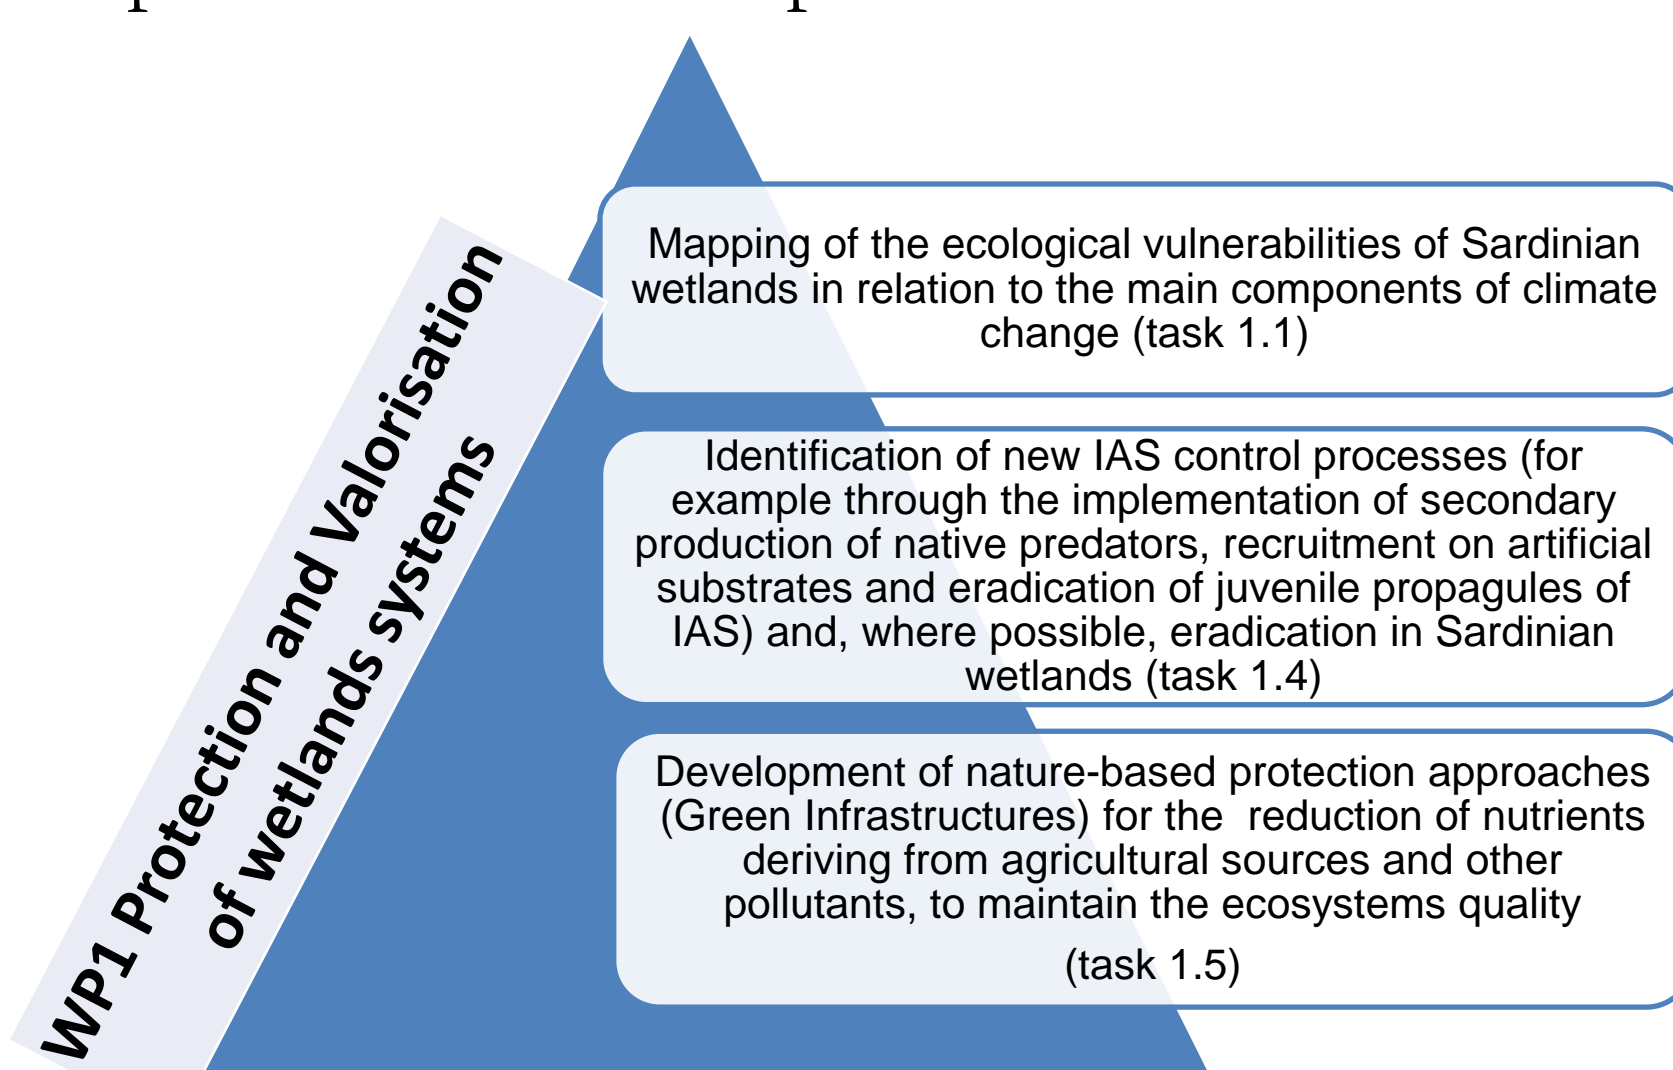 WP1 Protection and Valorisation
of wetlands systems
Mapping of the ecological vulnerabilities of Sardinian
wetlands in relation to the main components of climate
change (task 1.1)
Identification of new IAS control processes (for
example through the implementation of secondary
production of native predators, recruitment on artificial
substrates and eradication of juvenile propagules of
IAS) and, where possible, eradication in Sardinian
wetlands (task 1.4)
Development of nature-based protection approaches
(Green Infrastructures) for the  reduction of nutrients
deriving from agricultural sources and other
pollutants, to maintain the ecosystems quality
(task 1.5)